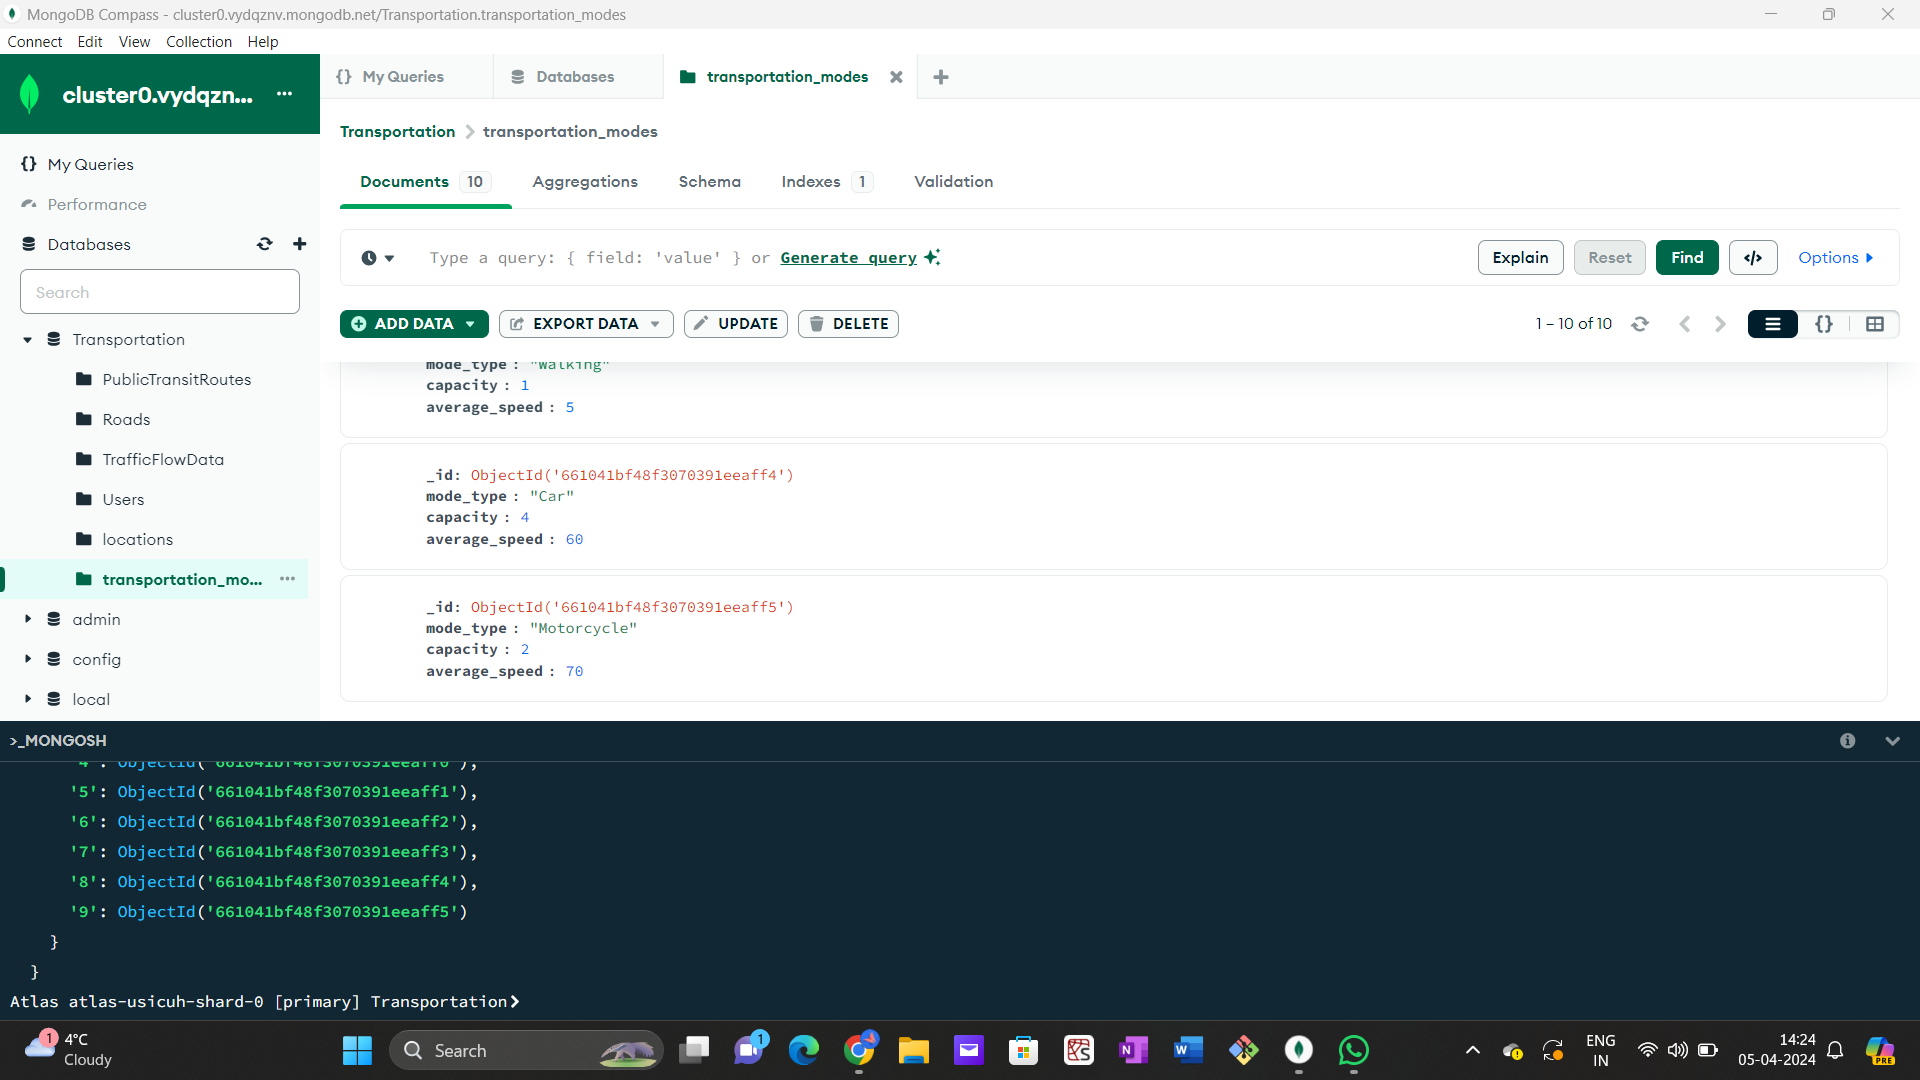 MongoDB Compass - cluster0.vydqznv.mongodb.net/Transportation.transportation_modes
Connect Edit View Collection Help
cluster0.vydqzn... ...
My Queries
Databases
transportation_modes
Transportation > transportation_modes
{} My Queries
Performance
Databases
Search
Transportation
PublicTransitRoutes
Roads
TrafficFlowData
Users
locations
transportation_mo... ...
admin
config
local
Documents 10 Aggregations Schema Indexes 1 Validation
Type a query: { field: 'value' } or Generate query
Explain Reset Find </> Options
ADD DATA EXPORT DATA UPDATE DELETE
1 – 10 of 10
{}
mode_type : "Walking"
capacity : 1
average_speed : 5
_id: ObjectId('661041bf48f3070391eeaff4')
mode_type : "Car"
capacity : 4
average_speed : 60
_id: ObjectId('661041bf48f3070391eeaff5')
mode_type : "Motorcycle"
capacity : 2
average_speed : 70
>_MONGOSH
'4': ObjectId('661041bf48f3070391eeaff0'),
'5': ObjectId('661041bf48f3070391eeaff1'),
'6': ObjectId('661041bf48f3070391eeaff2'),
'7': ObjectId('661041bf48f3070391eeaff3'),
'8': ObjectId('661041bf48f3070391eeaff4'),
'9': ObjectId('661041bf48f3070391eeaff5')
}
}
Atlas atlas-usicuh-shard-0 [primary] Transportation>
1
4°C
Cloudy
Search
1
ENG
IN
14:24
05-04-2024
PRE